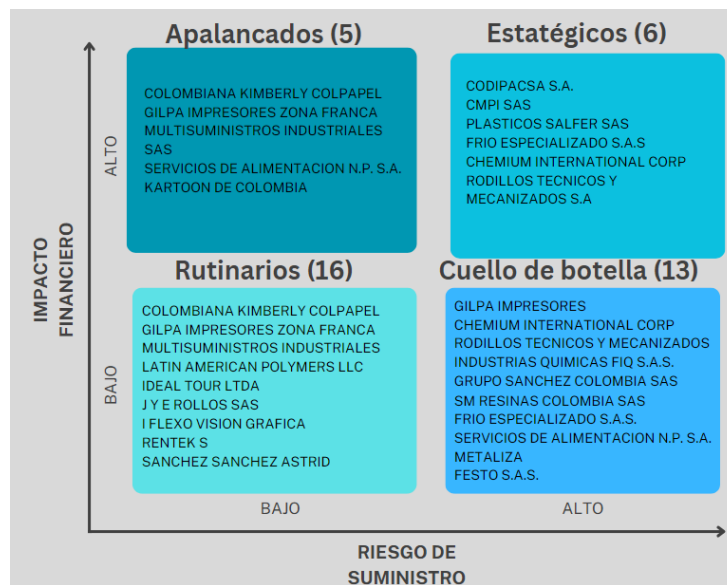 Apalancados (5)
COLOMBIANA KIMBERLY COLPAPEL
GILPA IMPRESORES ZONA FRANCA
MULTISUMINISTROS INDUSTRIALES
SAS
SERVICIOS DE ALIMENTACION N.P. S.A.
KARTOON DE COLOMBIA
Estatégicos (6)
CODIPACSA S.A.
CMPI SAS
PLASTICOS SALFER SAS
FRIO ESPECIALIZADO S.A.S
CHEMIUM INTERNATIONAL CORP
RODILLOS TECNICOS Y
MECANIZADOS S.A
ALTO
IMPACTO
FINANCIERO
BAJO
Rutinarios (16)
COLOMBIANA KIMBERLY COLPAPEL
GILPA IMPRESORES ZONA FRANCA
MULTISUMINISTROS INDUSTRIALES
LATIN AMERICAN POLYMERS LLC
IDEAL TOUR LTDA
J Y E ROLLOS SAS
I FLEXO VISION GRAFICA
RENTEK S
SANCHEZ SANCHEZ ASTRID
Cuello de botella (13)
GILPA IMPRESORES
CHEMIUM INTERNATIONAL CORP
RODILLOS TECNICOS Y MECANIZADOS
INDUSTRIAS QUIMICAS FIQ S.A.S.
GRUPO SANCHEZ COLOMBIA SAS
SM RESINAS COLOMBIA SAS
FRIO ESPECIALIZADO S.A.S.
SERVICIOS DE ALIMENTACION N.P. S.A.
METALIZA
FESTO S.A.S.
BAJO
ALTO
RIESGO DE
SUMINISTRO